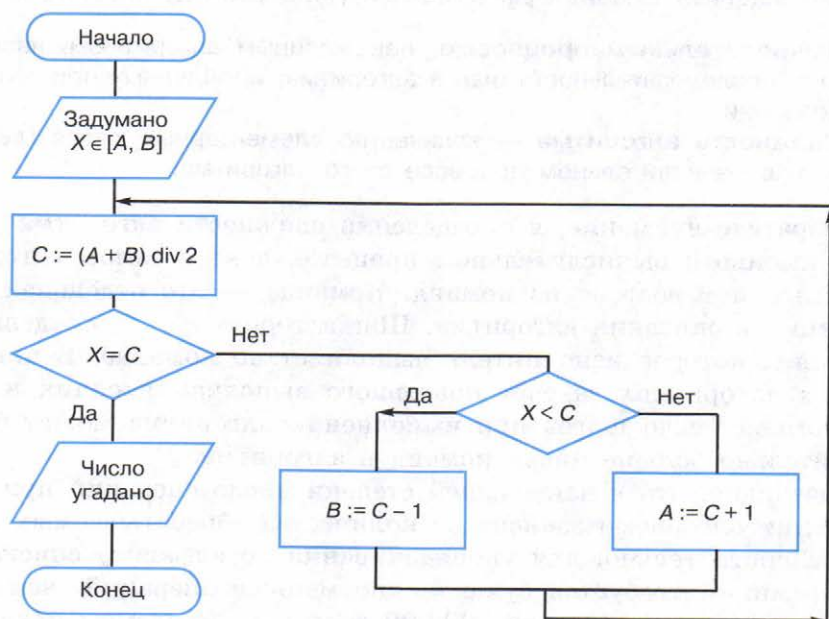 Начало
Задумано
X ∈ [A, B]
C := (A + B) div 2
X = C
Нет
Да
X < C
Да
Нет
Число
угадано
B := C – 1
A := C + 1
Конец